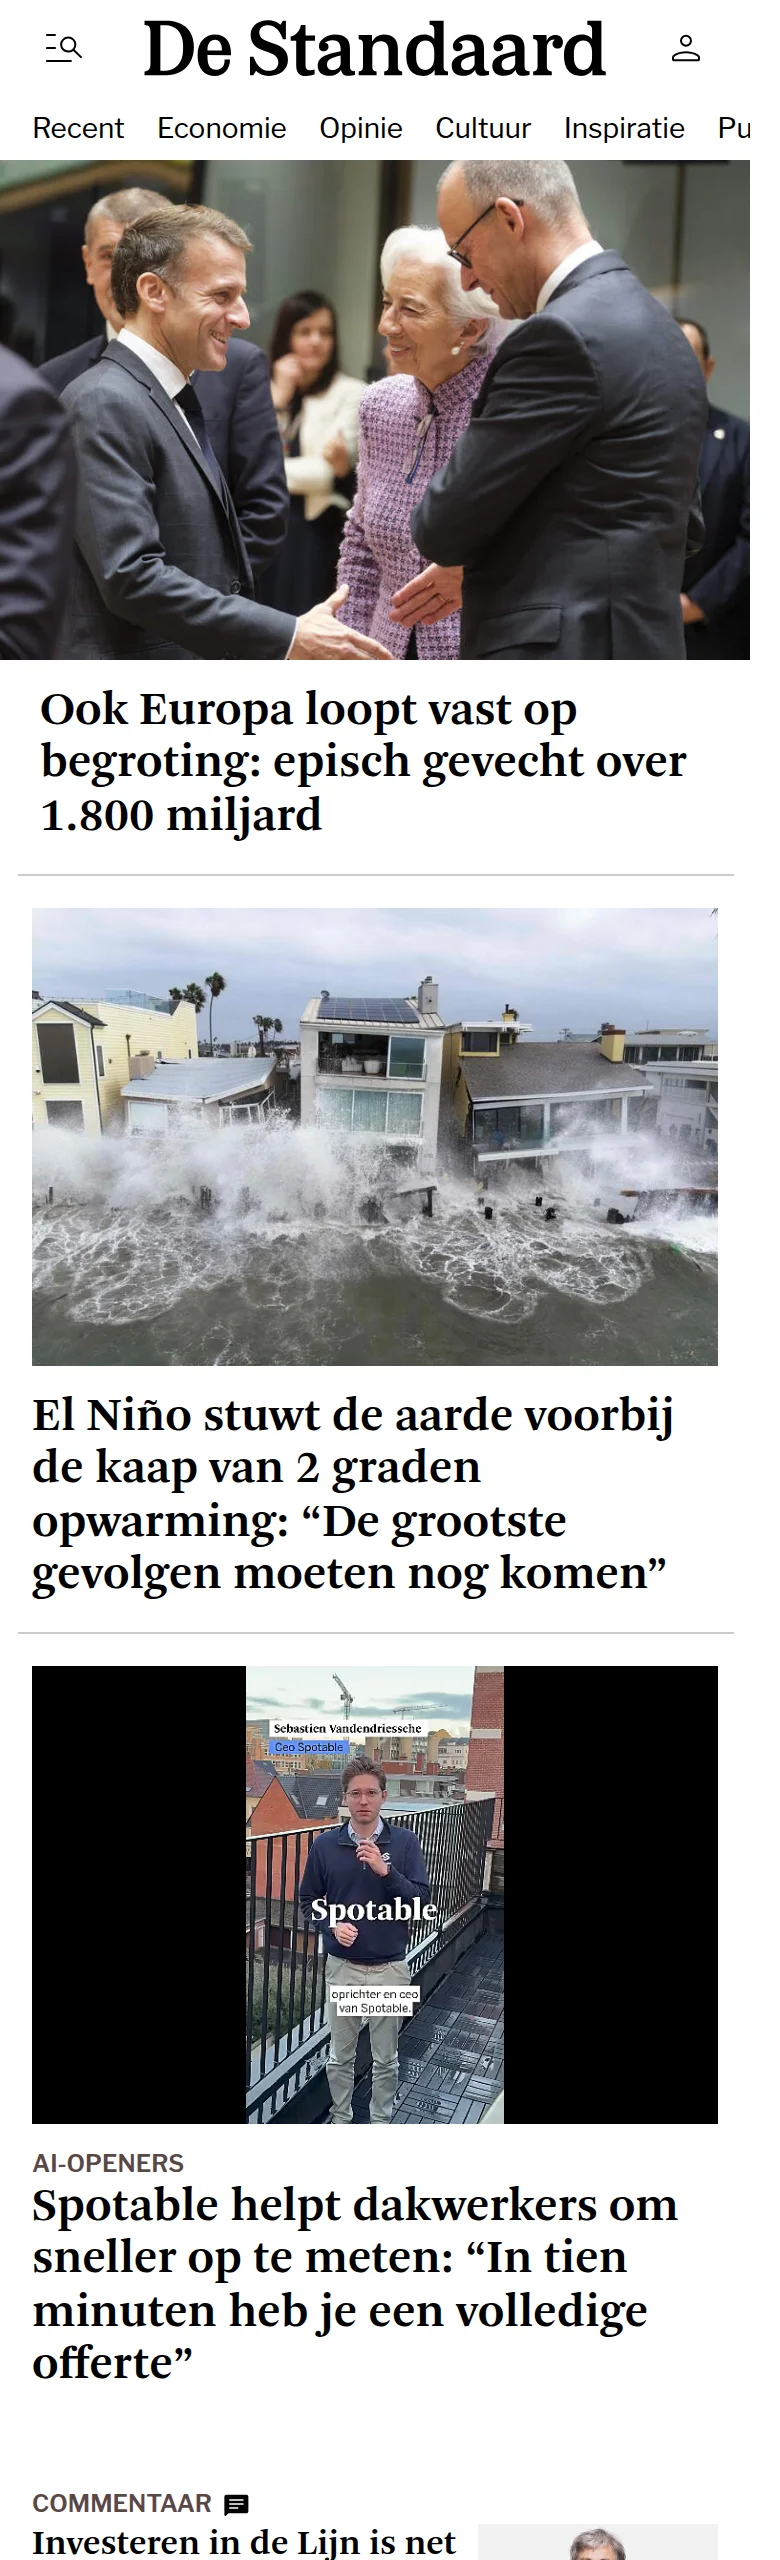 De Standaard
Recent Economie Opinie Cultuur Inspiratie Pu
Ook Europa loopt vast op
begroting: episch gevecht over
1.800 miljard
El Niño stuwt de aarde voorbij
de kaap van 2 graden
opwarming: “De grootste
gevolgen moeten nog komen”
Sebastien Vandendriessche
Ceo Spotable
Spotable
oprichter en ceo
van Spotable.
AI-OPENERS
Spotable helpt dakwerkers om
sneller op te meten: “In tien
minuten heb je een volledige
offerte”
COMMENTAAR
Investeren in de Lijn is net